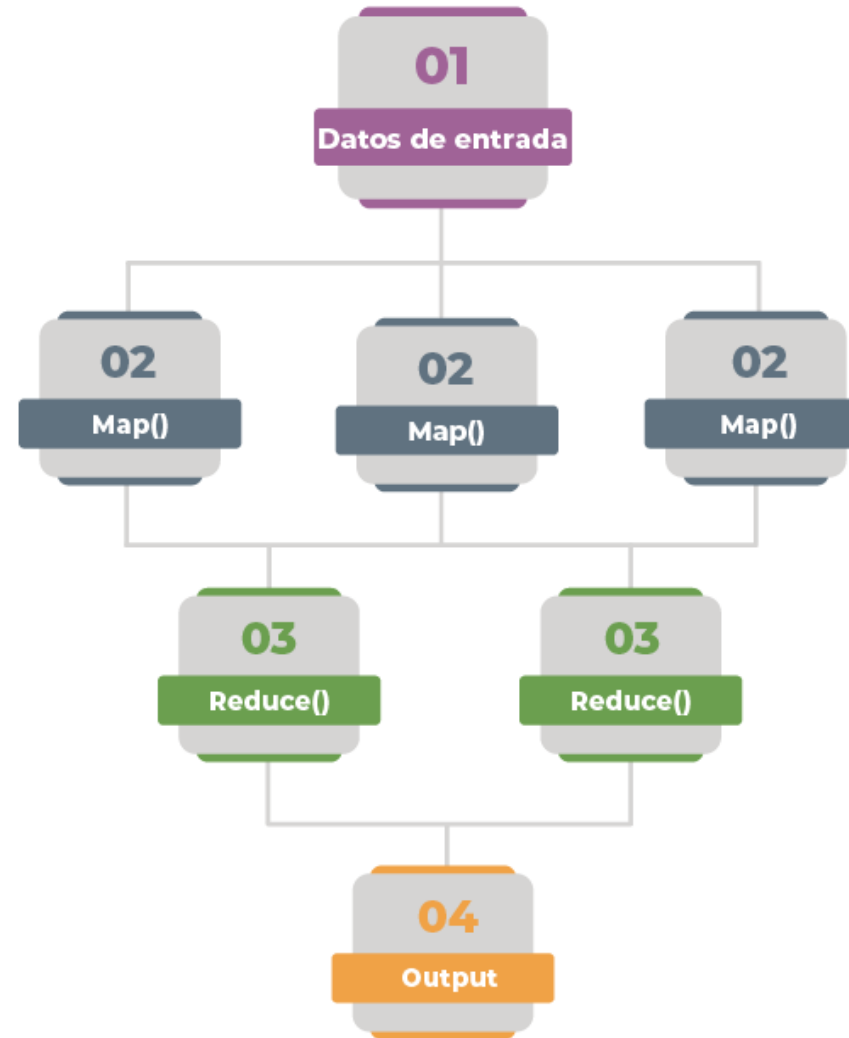 01
Datos de entrada
02
Map()
02
Map()
02
Map()
03
Reduce()
03
Reduce()
04
Output